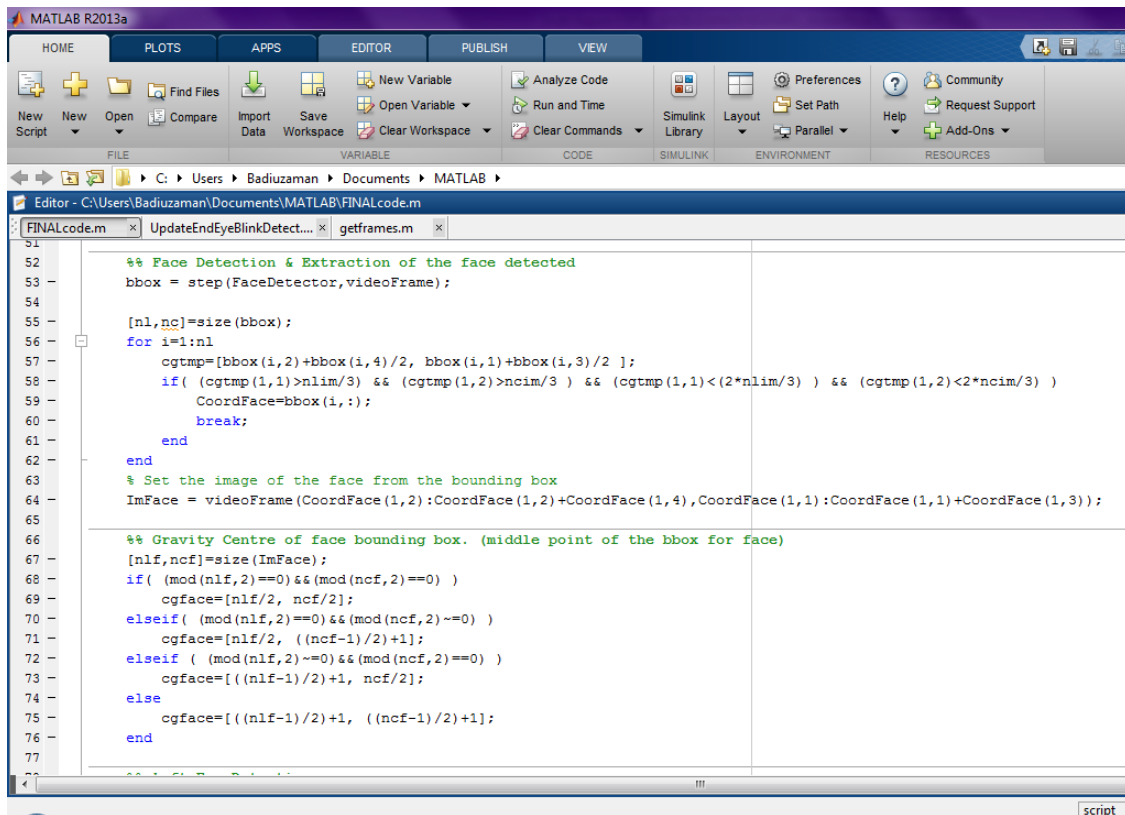 MATLAB R2013a
HOME PLOTS APPS EDITOR PUBLISH VIEW
New Script New Open Find Files Compare Import Data Save Workspace New Variable Open Variable Clear Workspace Analyze Code Run and Time Clear Commands Simulink Library Layout Preferences Set Path Parallel Help Community Request Support Add-Ons
FILE VARIABLE CODE SIMULINK ENVIRONMENT RESOURCES
C: Users Badiuzaman Documents MATLAB
Editor - C:\Users\Badiuzaman\Documents\MATLAB\FINALcode.m
FINALcode.m × UpdateEndEyeBlinkDetect.... × getframes.m ×
51
52 %% Face Detection & Extraction of the face detected
53 – bbox = step(FaceDetector,videoFrame);
54
55 – [nl,nc]=size(bbox);
56 – for i=1:nl
57 – cgtmp=[bbox(i,2)+bbox(i,4)/2, bbox(i,1)+bbox(i,3)/2 ];
58 – if( (cgtmp(1,1)>nlim/3) && (cgtmp(1,2)>ncim/3 ) && (cgtmp(1,1)<(2*nlim/3) ) && (cgtmp(1,2)<2*ncim/3) )
59 – CoordFace=bbox(i,:);
60 – break;
61 – end
62 – end
63 % Set the image of the face from the bounding box
64 – ImFace = videoFrame(CoordFace(1,2):CoordFace(1,2)+CoordFace(1,4),CoordFace(1,1):CoordFace(1,1)+CoordFace(1,3));
65
66 %% Gravity Centre of face bounding box. (middle point of the bbox for face)
67 – [nlf,ncf]=size(ImFace);
68 – if( (mod(nlf,2)==0)&&(mod(ncf,2)==0) )
69 – cgface=[nlf/2, ncf/2];
70 – elseif( (mod(nlf,2)==0)&&(mod(ncf,2)~=0) )
71 – cgface=[nlf/2, ((ncf-1)/2)+1];
72 – elseif ( (mod(nlf,2)~=0)&&(mod(ncf,2)==0) )
73 – cgface=[((nlf-1)/2)+1, ncf/2];
74 – else
75 – cgface=[((nlf-1)/2)+1, ((ncf-1)/2)+1];
76 – end
77
script